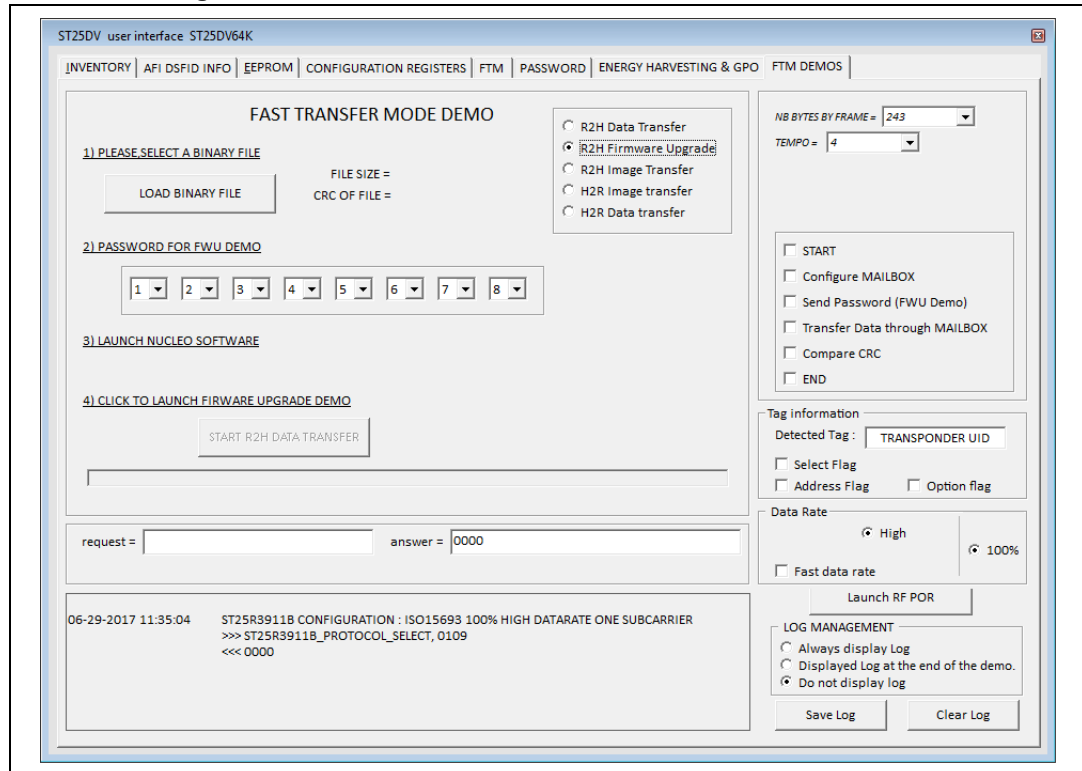 ST25DV user interface ST25DV64K
INVENTORY AFI DSFID INFO EEPROM CONFIGURATION REGISTERS FTM PASSWORD ENERGY HARVESTING & GPO FTM DEMOS
FAST TRANSFER MODE DEMO
1) PLEASE,SELECT A BINARY FILE
LOAD BINARY FILE
FILE SIZE =
CRC OF FILE =
R2H Data Transfer
R2H Firmware Upgrade
R2H Image Transfer
H2R Image transfer
H2R Data transfer
2) PASSWORD FOR FWU DEMO
1 2 3 4 5 6 7 8
3) LAUNCH NUCLEO SOFTWARE
4) CLICK TO LAUNCH FIRWARE UPGRADE DEMO
START R2H DATA TRANSFER
request =
answer = 0000
06-29-2017 11:35:04 ST25R3911B CONFIGURATION : ISO15693 100% HIGH DATARATE ONE SUBCARRIER
>>> ST25R3911B_PROTOCOL_SELECT, 0109
<<< 0000
NB BYTES BY FRAME = 243
TEMPO = 4
START
Configure MAILBOX
Send Password (FWU Demo)
Transfer Data through MAILBOX
Compare CRC
END
Tag information
Detected Tag : TRANSPONDER UID
Select Flag
Address Flag Option flag
Data Rate
High
100%
Fast data rate
Launch RF POR
LOG MANAGEMENT
Always display Log
Displayed Log at the end of the demo.
Do not display log
Save Log Clear Log